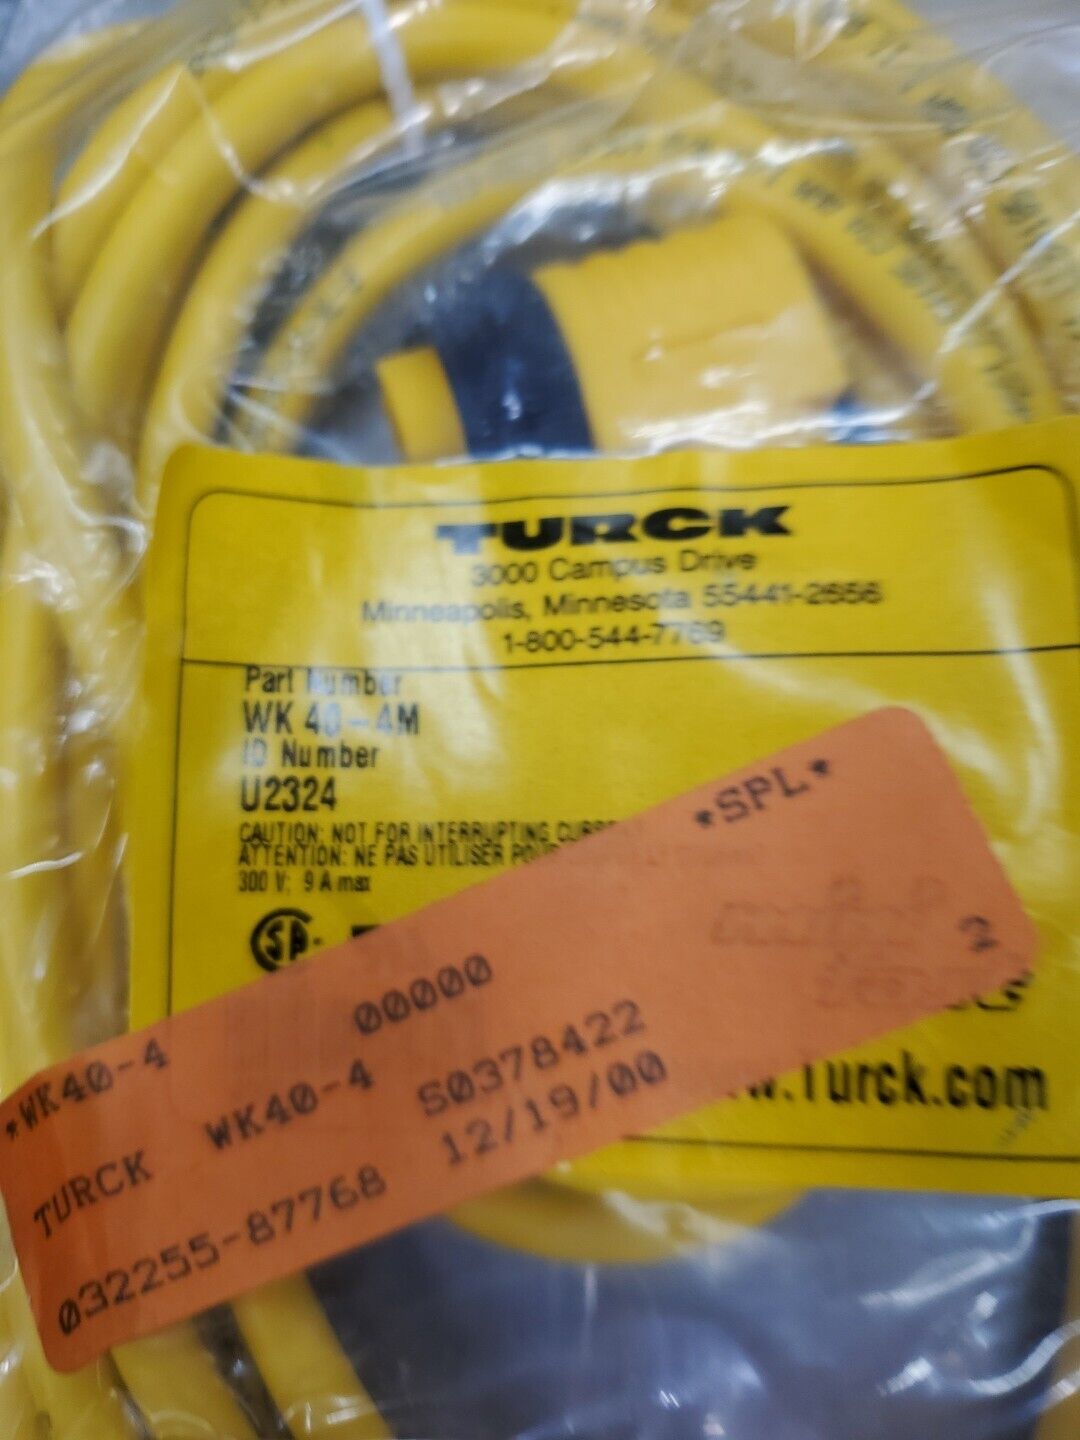 TURCK
3000 Campus Drive
Minneapolis, Minnesota 55441-2656
1-800-544-7769
Part Number
WK 40-4M
ID Number
U2324
CAUTION: NOT FOR INTERRUPTING
ATTENTION: NE PAS UTILISER
300 V; 9 A max
*SPL*
*WK40-4 00000 2
TURCK WK40-4 S0378422
032255-87768 12/19/00
.Turck.com